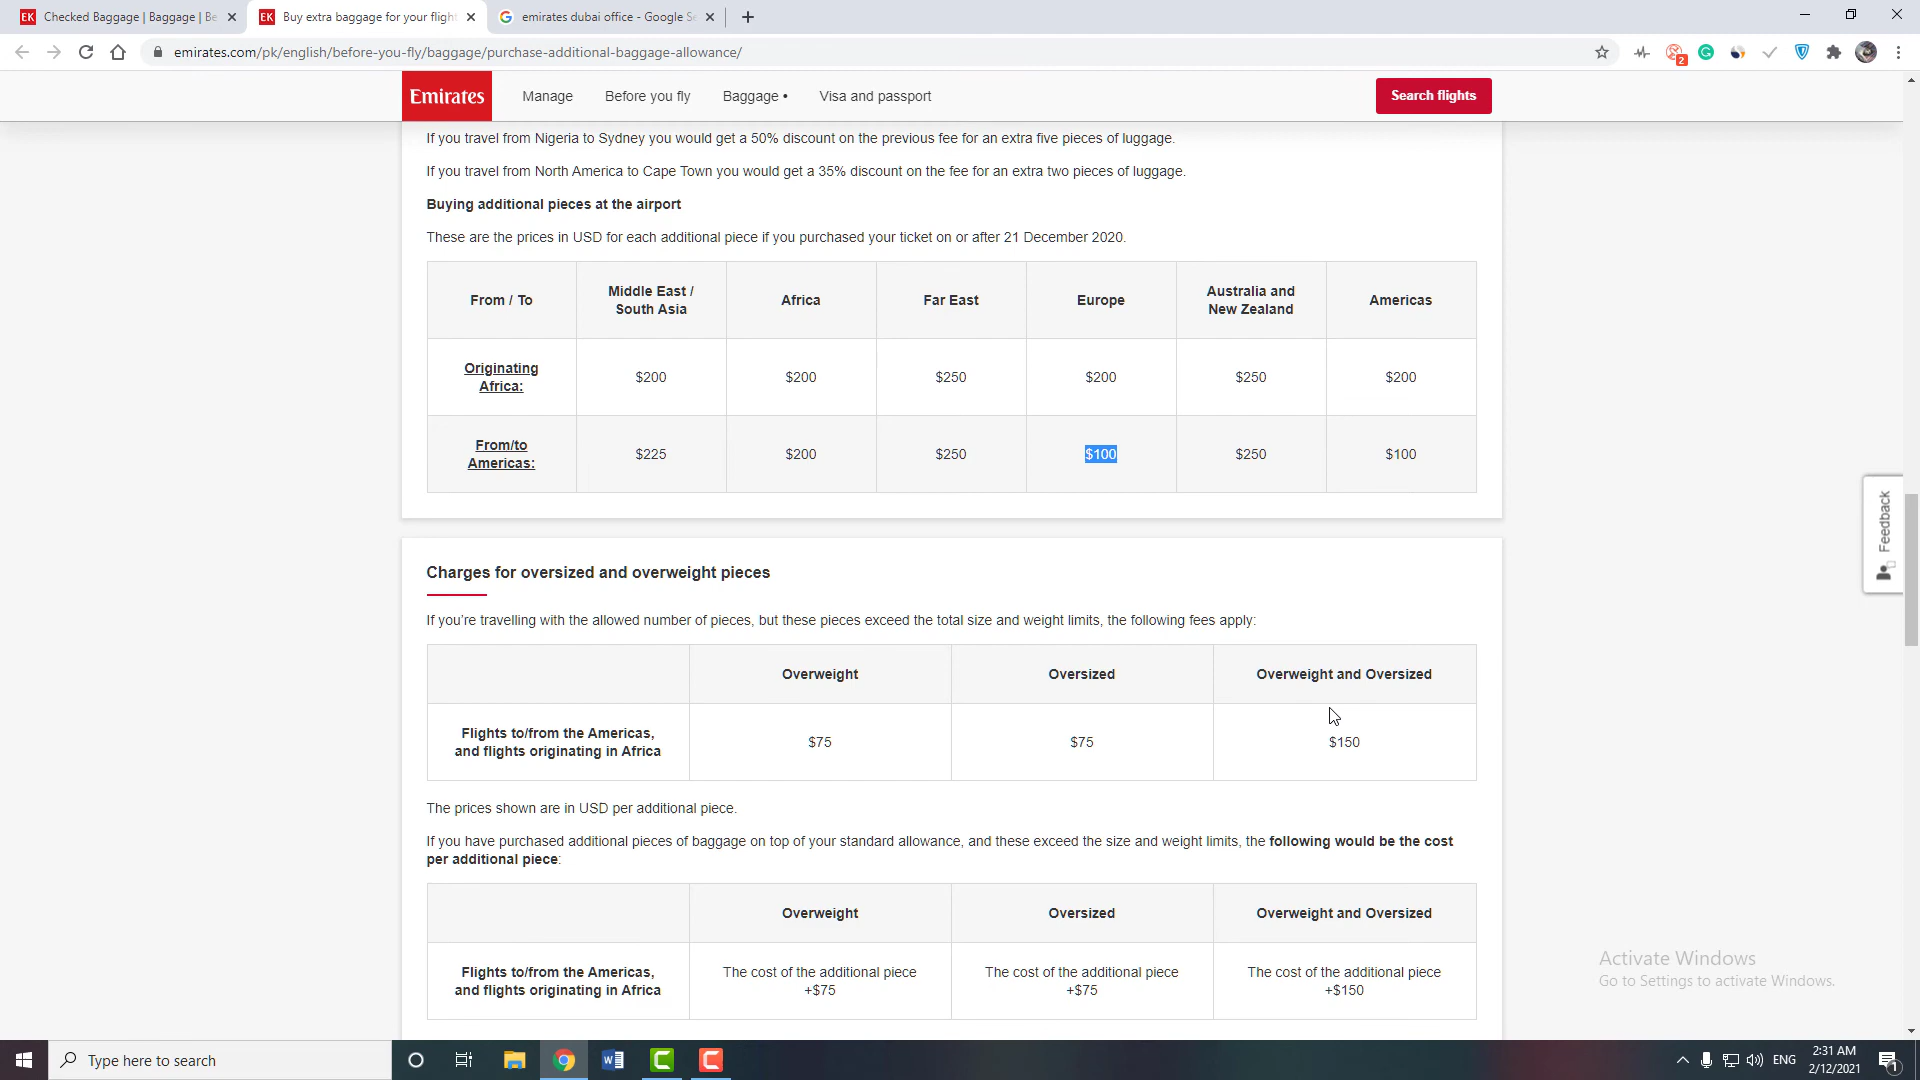 Checked Baggage | Baggage | Be
Buy extra baggage for your flight
emirates dubai office - Google Se
emirates.com/pk/english/before-you-fly/baggage/purchase-additional-baggage-allowance/
2
Emirates
Manage
Before you fly
Baggage •
Visa and passport
Search flights
If you travel from Nigeria to Sydney you would get a 50% discount on the previous fee for an extra five pieces of luggage.
If you travel from North America to Cape Town you would get a 35% discount on the fee for an extra two pieces of luggage.
Buying additional pieces at the airport
These are the prices in USD for each additional piece if you purchased your ticket on or after 21 December 2020.
From / To
Middle East /
South Asia
Africa
Far East
Europe
Australia and
New Zealand
Americas
Originating
Africa:
$200
$200
$250
$200
$250
$200
From/to
Americas:
$225
$200
$250
$100
$250
$100
Feedback
Charges for oversized and overweight pieces
If you're travelling with the allowed number of pieces, but these pieces exceed the total size and weight limits, the following fees apply:
Overweight
Oversized
Overweight and Oversized
Flights to/from the Americas,
and flights originating in Africa
$75
$75
$150
The prices shown are in USD per additional piece.
If you have purchased additional pieces of baggage on top of your standard allowance, and these exceed the size and weight limits, the following would be the cost
per additional piece:
Overweight
Oversized
Overweight and Oversized
Flights to/from the Americas,
and flights originating in Africa
The cost of the additional piece
+$75
The cost of the additional piece
+$75
The cost of the additional piece
+$150
Activate Windows
Go to Settings to activate Windows.
Type here to search
ENG
2:31 AM
2/12/2021
1